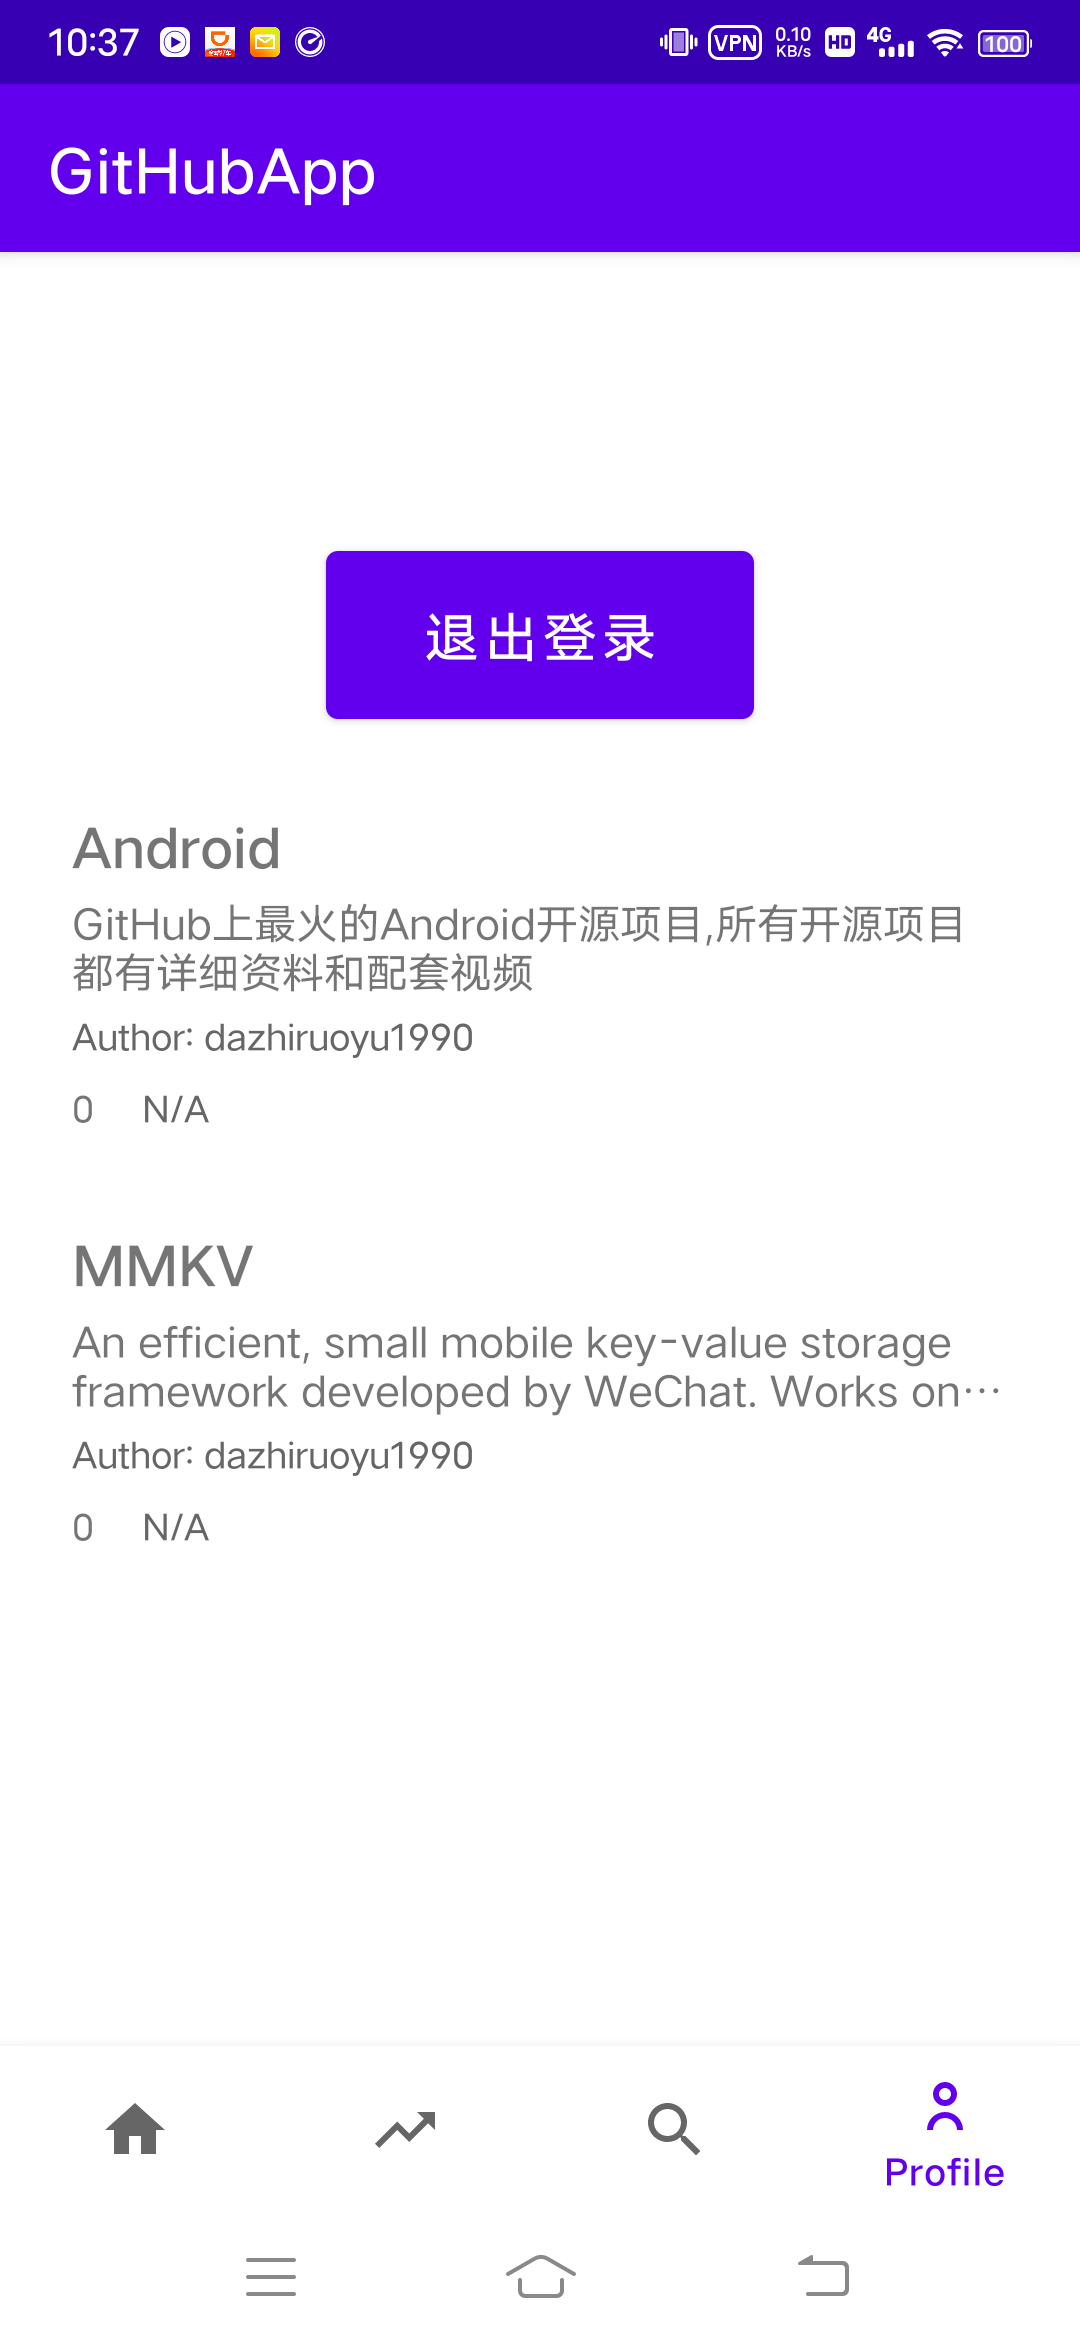 10:37
VPN 0.10 KB/s HD 4G 100
GitHubApp
退出登录
Android
GitHub上最火的Android开源项目,所有开源项目
都有详细资料和配套视频
Author: dazhiruoyu1990
0 N/A
MMKV
An efficient, small mobile key-value storage
framework developed by WeChat. Works on…
Author: dazhiruoyu1990
0 N/A
Profile